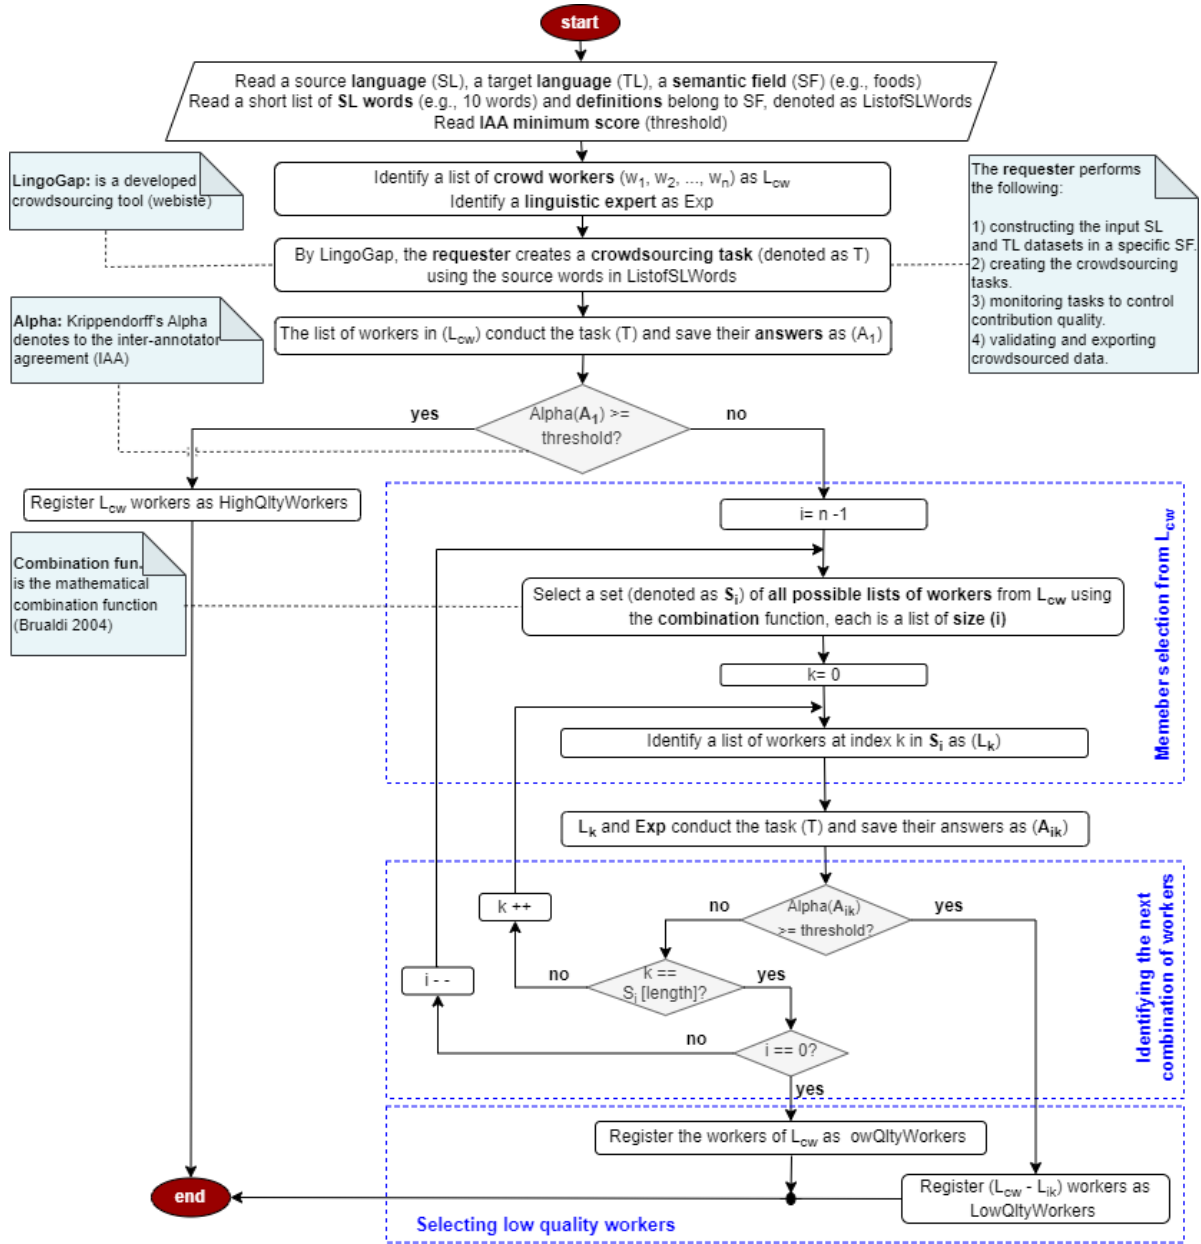 start
Read a source language (SL), a target language (TL), a semantic field (SF) (e.g., foods)
Read a short list of SL words (e.g., 10 words) and definitions belong to SF, denoted as ListofSLWords
Read IAA minimum score (threshold)
LingoGap: is a developed
crowdsourcing tool (webiste)
Identify a list of crowd workers (w1, w2, ..., wn) as Lcw
Identify a linguistic expert as Exp
The requester performs
the following:
1) constructing the input SL
and TL datasets in a specific SF.
2) creating the crowdsourcing
tasks.
3) monitoring tasks to control
contribution quality.
4) validating and exporting
crowdsourced data.
By LingoGap, the requester creates a crowdsourcing task (denoted as T)
using the source words in ListofSLWords
Alpha: Krippendorff's Alpha
denotes to the inter-annotator
agreement (IAA)
The list of workers in (Lcw) conduct the task (T) and save their answers as (A1)
yes
Alpha(A1) >=
threshold?
no
Register Lcw workers as HighQltyWorkers
i= n -1
Combination fun.
is the mathematical
combination function
(Brualdi 2004)
Select a set (denoted as Si) of all possible lists of workers from Lcw using
the combination function, each is a list of size (i)
k= 0
Identify a list of workers at index k in Si as (Lk)
Memeber selection from Lcw
Lk and Exp conduct the task (T) and save their answers as (Aik)
k ++
no
Alpha(Aik)
>= threshold?
yes
i - -
no
k ==
Si [length]?
yes
no
i == 0?
yes
Identifying the next
combination of workers
Register the workers of Lcw as owQltyWorkers
end
Register (Lcw - Lik) workers as
LowQltyWorkers
Selecting low quality workers